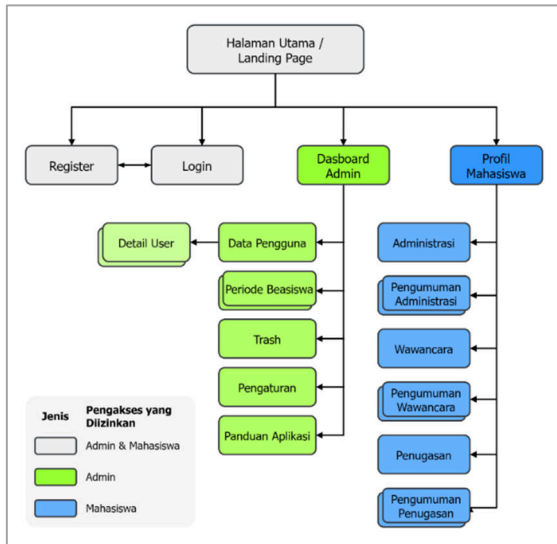 Halaman Utama /
Landing Page
Register
Login
Dasboard
Admin
Profil
Mahasiswa
Detail User
Data Pengguna
Periode Beasiswa
Trash
Pengaturan
Panduan Aplikasi
Administrasi
Pengumuman
Administrasi
Wawancara
Pengumuman
Wawancara
Penugasan
Pengumuman
Penugasan
Jenis
Pengakses yang
Diizinkan
Admin & Mahasiswa
Admin
Mahasiswa